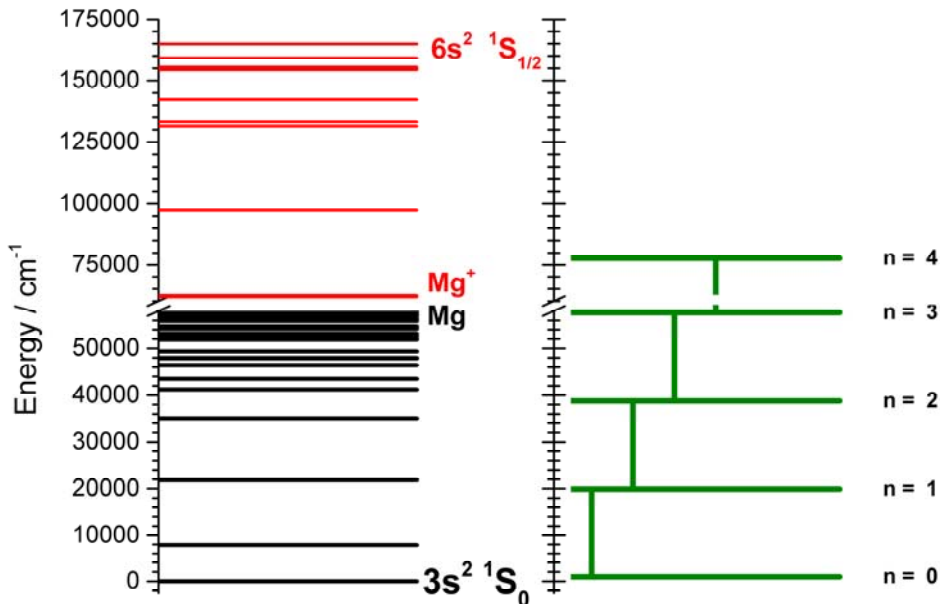 175000
150000
125000
100000
75000
50000
40000
30000
20000
10000
0
Energy / cm⁻¹
6s² ¹S₁/₂
Mg⁺
Mg
3s² ¹S₀
n = 4
n = 3
n = 2
n = 1
n = 0